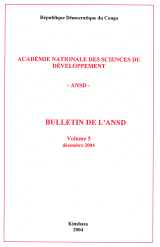 République Démocratique du Congo
ACADÉMIE NATIONALE DES SCIENCES DU
DÉVELOPPEMENT
- ANSD -
BULLETIN DE L'ANSD
Volume 5
décembre 2004
Kinshasa
2004